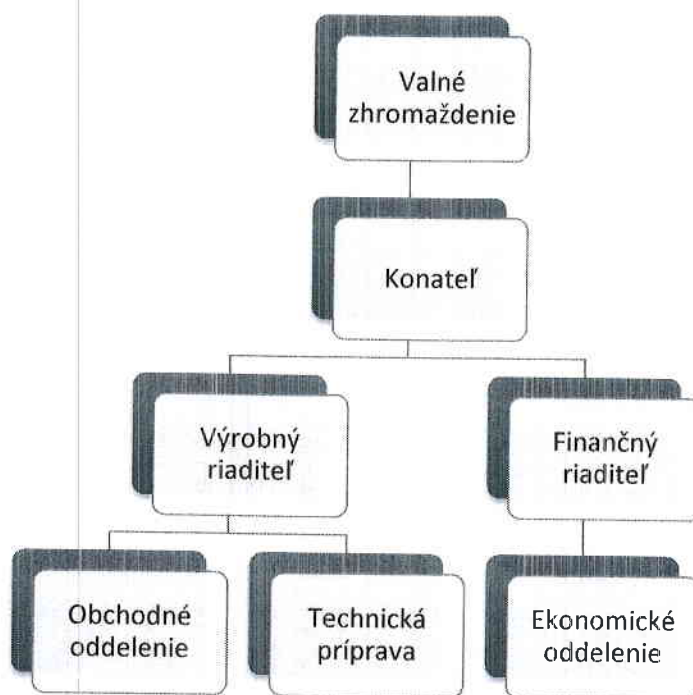 Valné
zhromaždenie
Konateľ
Výrobný
riaditeľ
Finančný
riaditeľ
Obchodné
oddelenie
Technická
príprava
Ekonomické
oddelenie